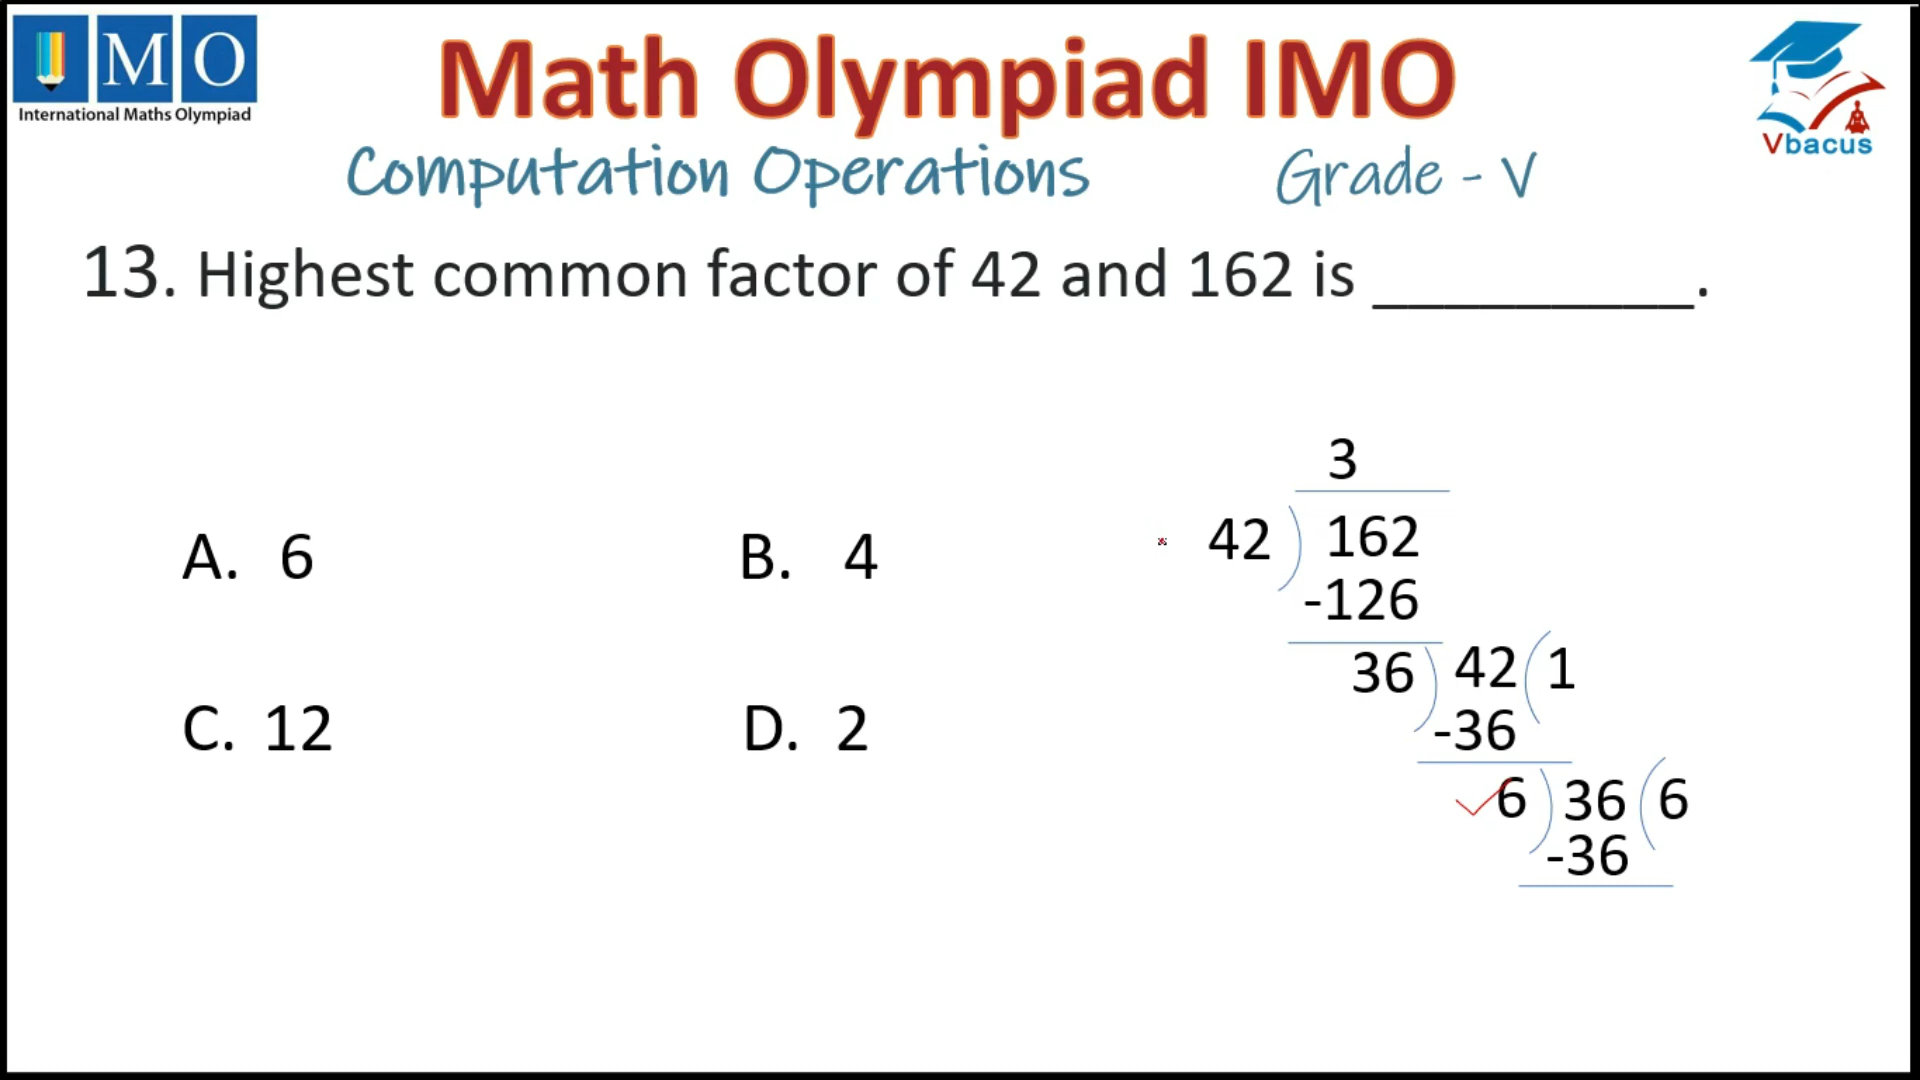 IMO
International Maths Olympiad
Math Olympiad IMO
Vbacus
Computation Operations Grade - V
13. Highest common factor of 42 and 162 is _________.
A. 6
B. 4
C. 12
D. 2
3
42 ) 162
-126
36 ) 42 ( 1
-36
6 ) 36 ( 6
-36